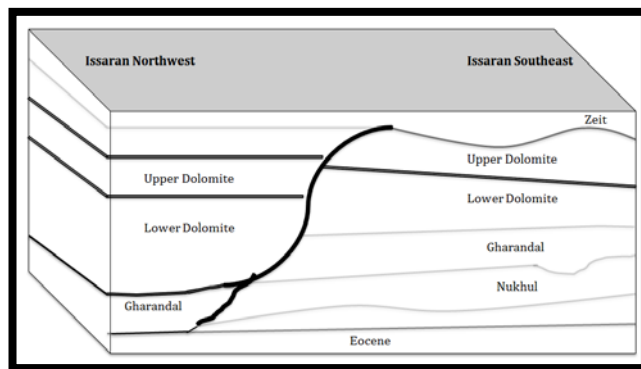 Issaran Northwest
Issaran Southeast
Zeit
Upper Dolomite
Upper Dolomite
Lower Dolomite
Lower Dolomite
Gharandal
Nukhul
Gharandal
Eocene